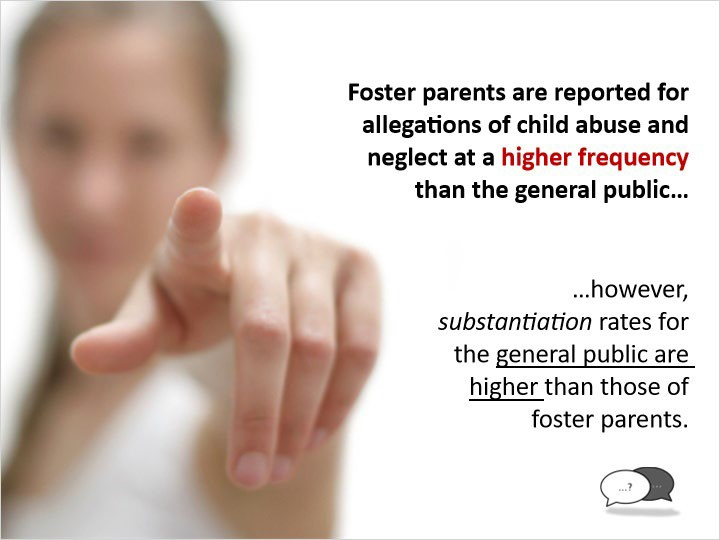 Foster parents are reported for
allegations of child abuse and
neglect at a higher frequency
than the general public...
...however,
substantiation rates for
the general public are
higher than those of
foster parents.
...?
...